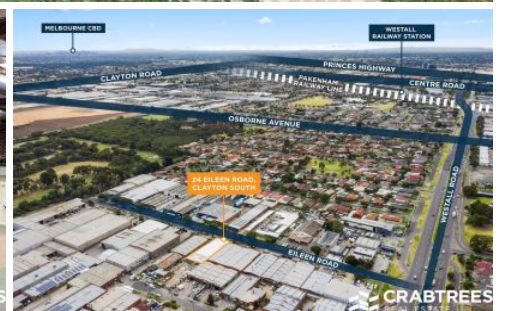 MELBOURNE CBD
WESTALL
RAILWAY STATION
PRINCES HIGHWAY
CLAYTON ROAD
PAKENHAM
RAILWAY LINE
CENTRE ROAD
OSBORNE AVENUE
24 EILEEN ROAD,
CLAYTON SOUTH
WESTALL ROAD
EILEEN ROAD
S
CRABTREES
REAL ESTATE